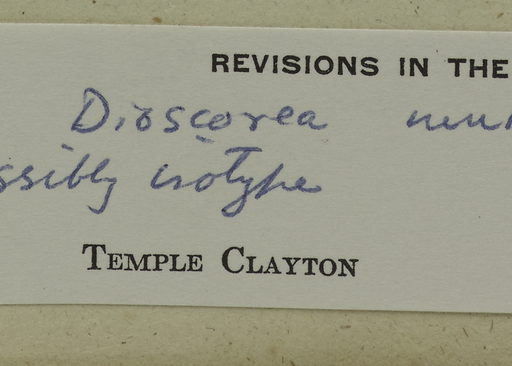 REVISIONS IN THE
Dioscorea
ssibly isotype
TEMPLE CLAYTON